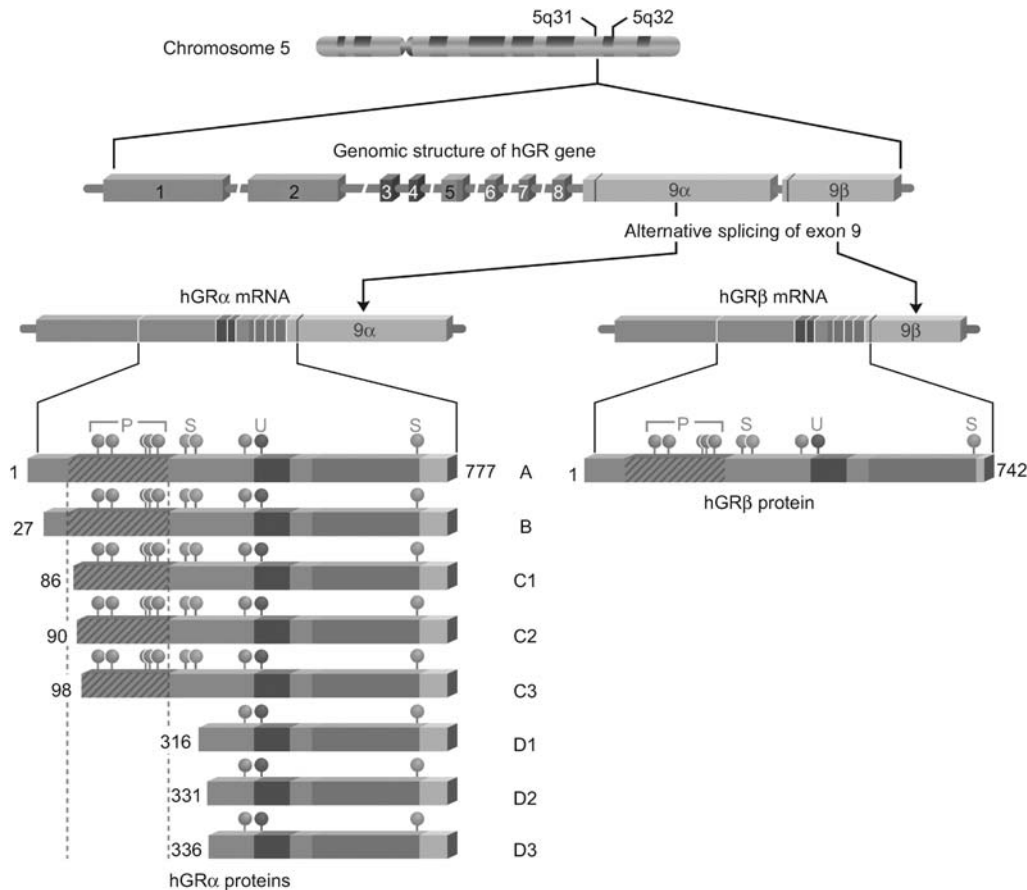 5q31 5q32
Chromosome 5
Genomic structure of hGR gene
1 2 3 4 5 6 7 8 9α 9β
Alternative splicing of exon 9
hGRα mRNA hGRβ mRNA
9α 9β
P S U S P S U S
1 777 A 1 742
hGRβ protein
27 B
86 C1
90 C2
98 C3
316 D1
331 D2
336 D3
hGRα proteins